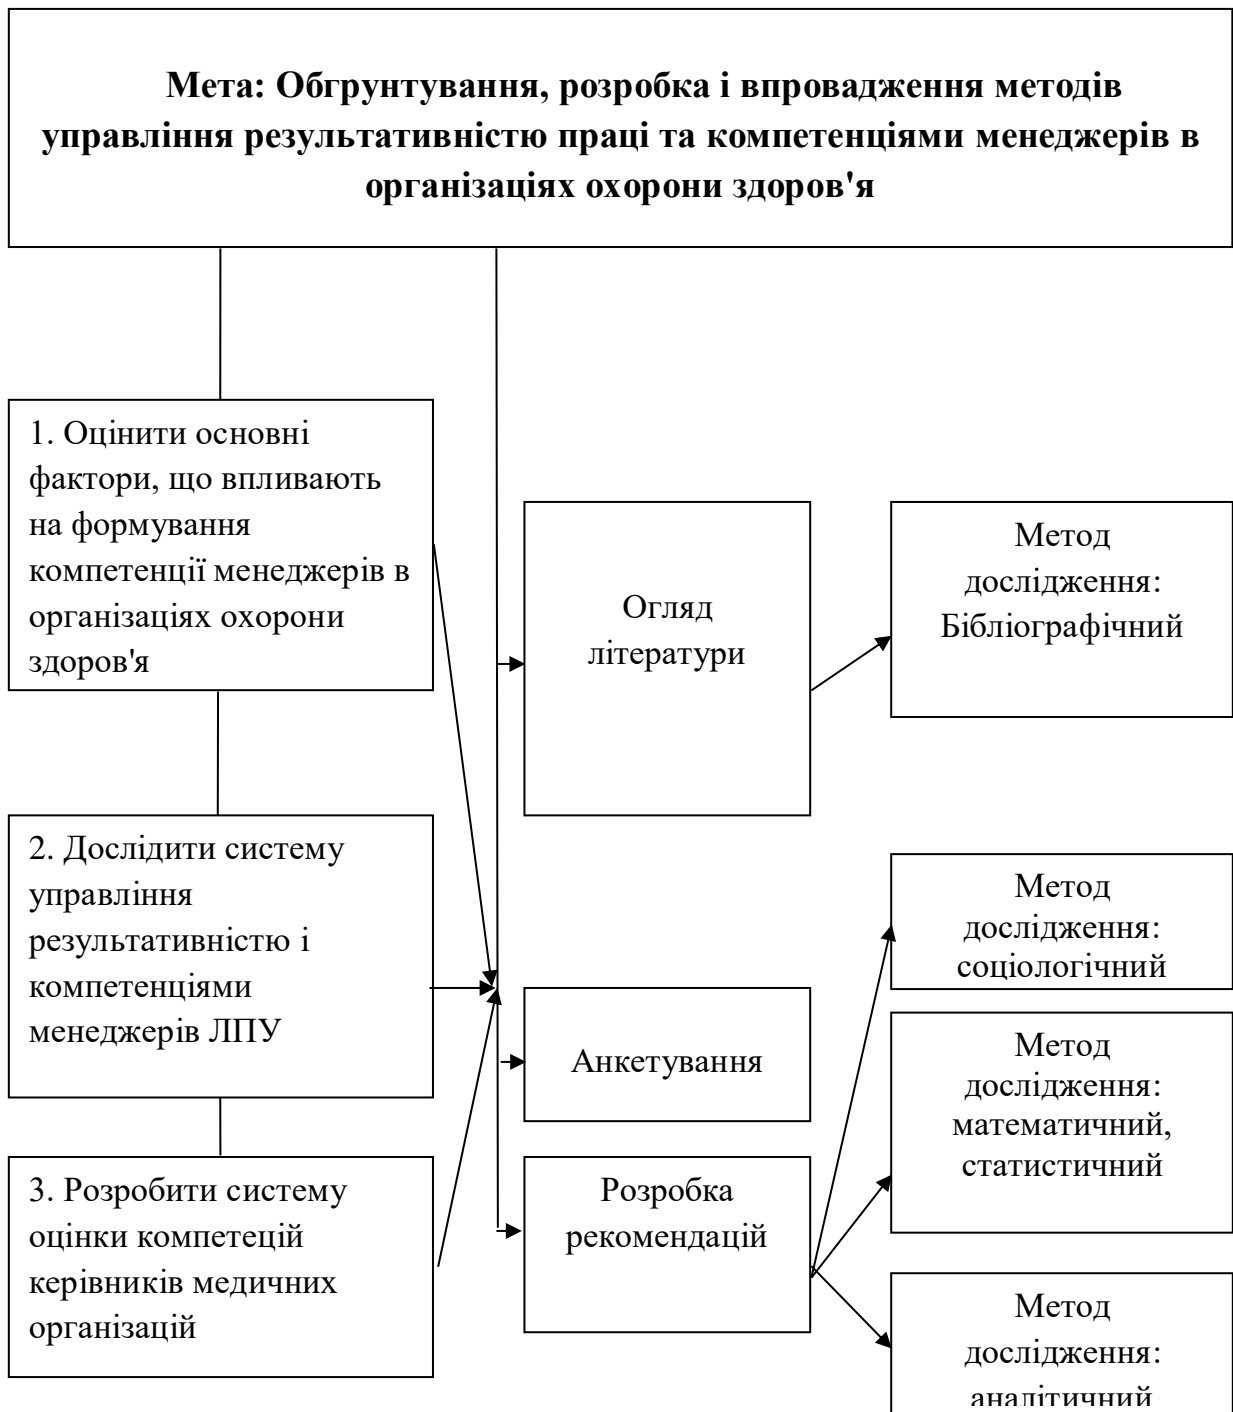 Мета: Обгрунтування, розробка і впровадження методів
управління результативністю праці та компетенціями менеджерів в
організаціях охорони здоров'я
1. Оцінити основні
фактори, що впливають
на формування
компетенції менеджерів в
організаціях охорони
здоров'я
Огляд
літератури
Метод
дослідження:
Бібліографічний
2. Дослідити систему
управління
результативністю і
компетенціями
менеджерів ЛПУ
Метод
дослідження:
соціологічний
Анкетування
Метод
дослідження:
математичний,
статистичний
3. Розробити систему
оцінки компетецій
керівників медичних
організацій
Розробка
рекомендацій
Метод
дослідження:
аналітичний